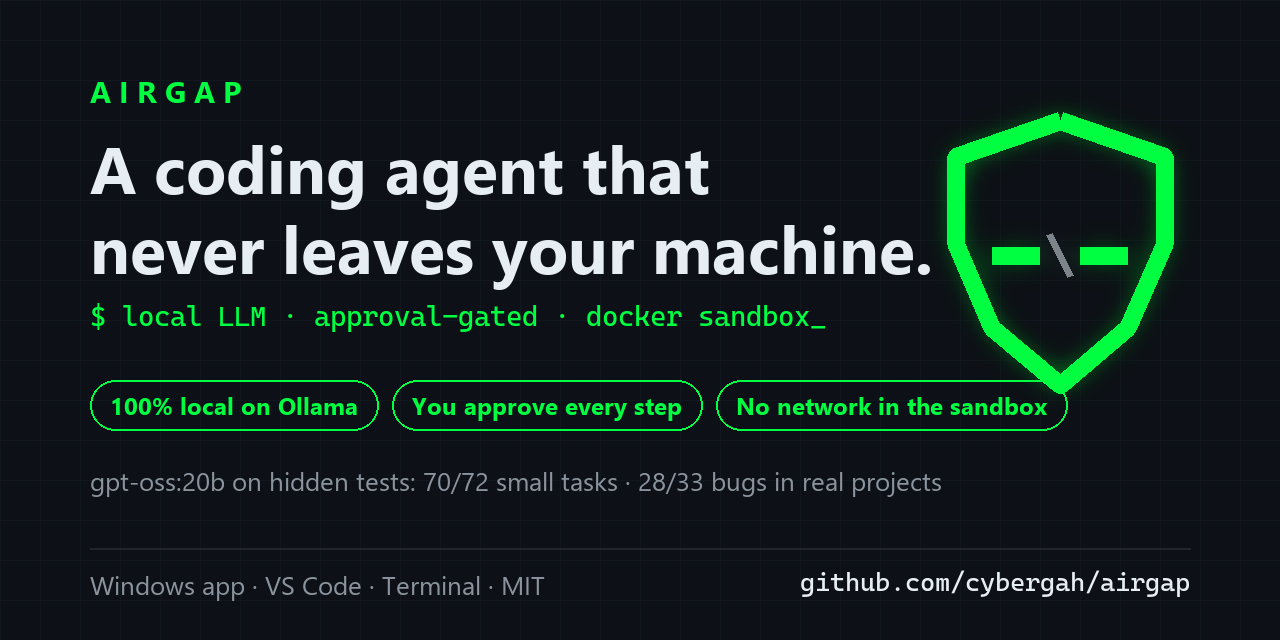 AIRGAP
A coding agent that
never leaves your machine.
$ local LLM · approval-gated · docker sandbox_
100% local on Ollama
You approve every step
No network in the sandbox
gpt-oss:20b on hidden tests: 70/72 small tasks · 28/33 bugs in real projects
Windows app · VS Code · Terminal · MIT
github.com/cybergah/airgap